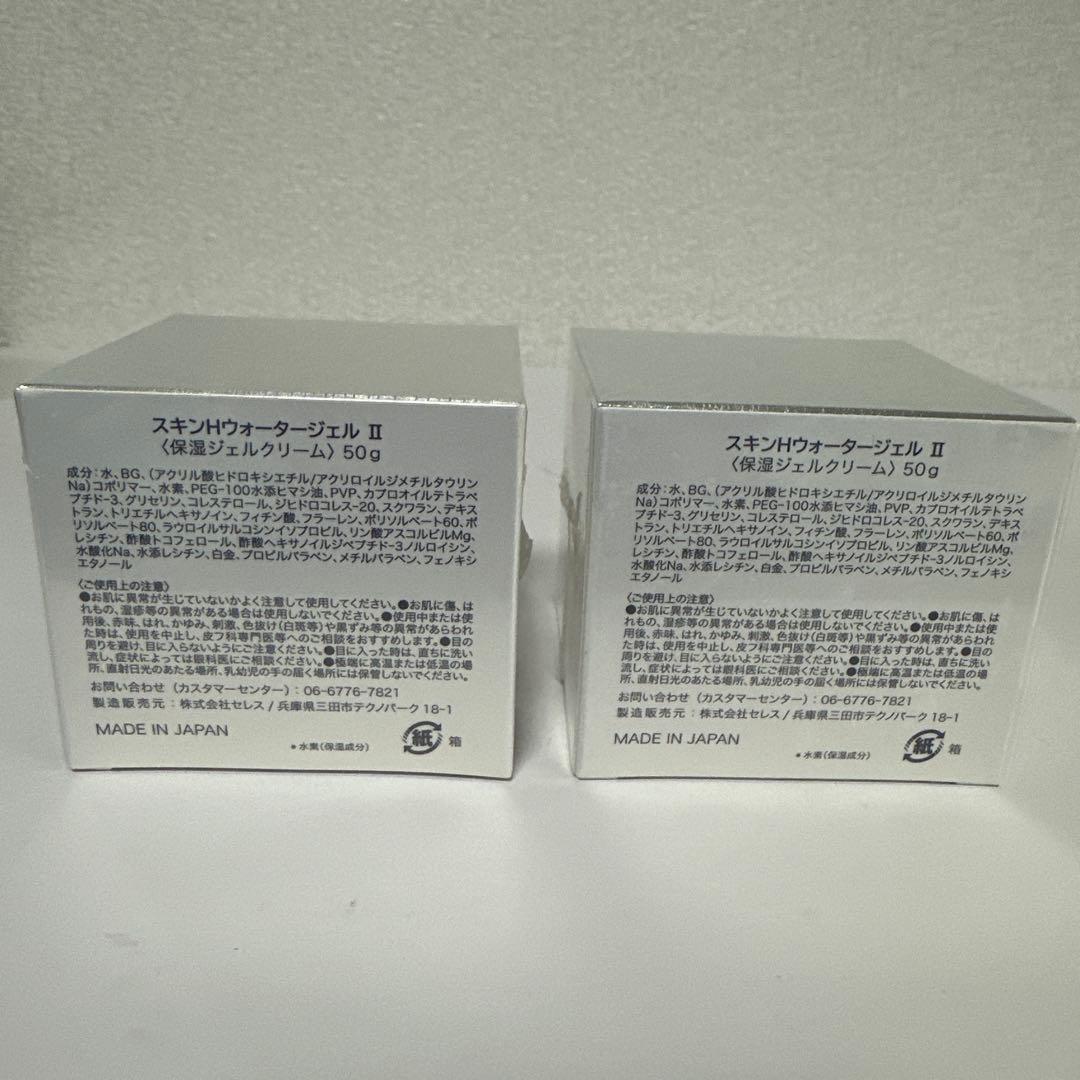 スキンHウォータージェル Ⅱ
〈保湿ジェルクリーム〉50g
成分：水、BG、（アクリル酸ヒドロキシエチル/アクリロイルジメチルタウリン
Na）コポリマー、水素、PEG-100水添ヒマシ油、PVP、カプロオイルテトラペ
プチド-3、グリセリン、コレステロール、ジヒドロコレス-20、スクワラン、デキス
トラン、トリエチルヘキサノイン、フィチン酸、フラーレン、ポリソルベート60、ポ
リソルベート80、ラウロイルサルコシンイソプロピル、リン酸アスコルビルMg、
レシチン、酢酸トコフェロール、酢酸ヘキサノイルジペプチド-3ノルロイシン、
水酸化Na、水添レシチン、白金、プロピルパラベン、メチルパラベン、フェノキシ
エタノール
〈ご使用上の注意〉
●お肌に異常が生じていないかよく注意して使用してください。●お肌に傷、は
れもの、湿疹等の異常がある場合は使用しないでください。●使用中または使
用後、赤味、はれ、かゆみ、刺激、色抜け（白斑等）や黒ずみ等の異常があらわれ
た時は、使用を中止し、皮フ科専門医等へのご相談をおすすめします。●目の
周りを避け、目に入らないようにご注意ください。●目に入った時は、直ちに洗い
流し、症状によっては眼科医にご相談ください。●極端に高温または低温の場
所、直射日光のあたる場所、乳幼児の手の届く場所には保管しないでください。
お問い合わせ（カスタマーセンター）：06-6776-7821
製造販売元：株式会社セレス/兵庫県三田市テクノパーク18-1
MADE IN JAPAN
＊水素（保湿成分）
紙 箱
スキンHウォータージェル Ⅱ
〈保湿ジェルクリーム〉50g
成分：水、BG、（アクリル酸ヒドロキシエチル/アクリロイルジメチルタウリン
Na）コポリマー、水素、PEG-100水添ヒマシ油、PVP、カプロオイルテトラペ
プチド-3、グリセリン、コレステロール、ジヒドロコレス-20、スクワラン、デキス
トラン、トリエチルヘキサノイン、フィチン酸、フラーレン、ポリソルベート60、ポ
リソルベート80、ラウロイルサルコシンイソプロピル、リン酸アスコルビルMg、
レシチン、酢酸トコフェロール、酢酸ヘキサノイルジペプチド-3ノルロイシン、
水酸化Na、水添レシチン、白金、プロピルパラベン、メチルパラベン、フェノキシ
エタノール
〈ご使用上の注意〉
●お肌に異常が生じていないかよく注意して使用してください。●お肌に傷、は
れもの、湿疹等の異常がある場合は使用しないでください。●使用中または使
用後、赤味、はれ、かゆみ、刺激、色抜け（白斑等）や黒ずみ等の異常があらわれ
た時は、使用を中止し、皮フ科専門医等へのご相談をおすすめします。●目の
周りを避け、目に入らないようにご注意ください。●目に入った時は、直ちに洗い
流し、症状によっては眼科医にご相談ください。●極端に高温または低温の場
所、直射日光のあたる場所、乳幼児の手の届く場所には保管しないでください。
お問い合わせ（カスタマーセンター）：06-6776-7821
製造販売元：株式会社セレス/兵庫県三田市テクノパーク18-1
MADE IN JAPAN
＊水素（保湿成分）
紙 箱